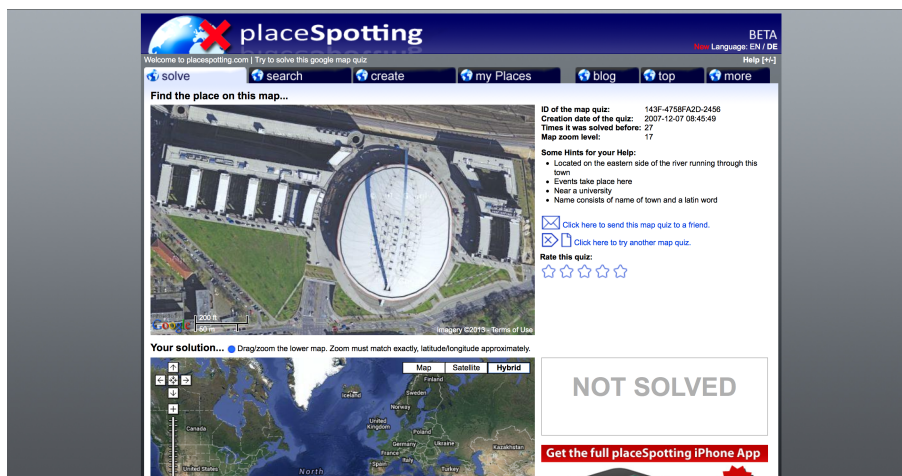 placeSpotting
BETA
New Language: EN / DE
Welcome to placespotting.com | Try to solve this google map quiz
Help [+/-]
solve
search
create
my Places
blog
top
more
Find the place on this map...
ID of the map quiz: 143F-4758FA2D-2456
Creation date of the quiz: 2007-12-07 08:45:49
Times it was solved before: 27
Map zoom level: 17
Some Hints for your Help:
Located on the eastern side of the river running through this
town
Events take place here
Near a university
Name consists of name of town and a latin word
Click here to send this map quiz to a friend.
Click here to try another map quiz.
Rate this quiz:
200 ft
50 m
Google
Imagery ©2013 - Terms of Use
Your solution... Drag/zoom the lower map. Zoom must match exactly, latitude/longitude approximately.
Map
Satellite
Hybrid
Finland
Iceland
Sweden
Norway
Canada
United
Kingdom
Poland
Germany
Ukraine
Kazakhstan
France
Italy
Spain
Turkey
United States
North
NOT SOLVED
Get the full placeSpotting iPhone App